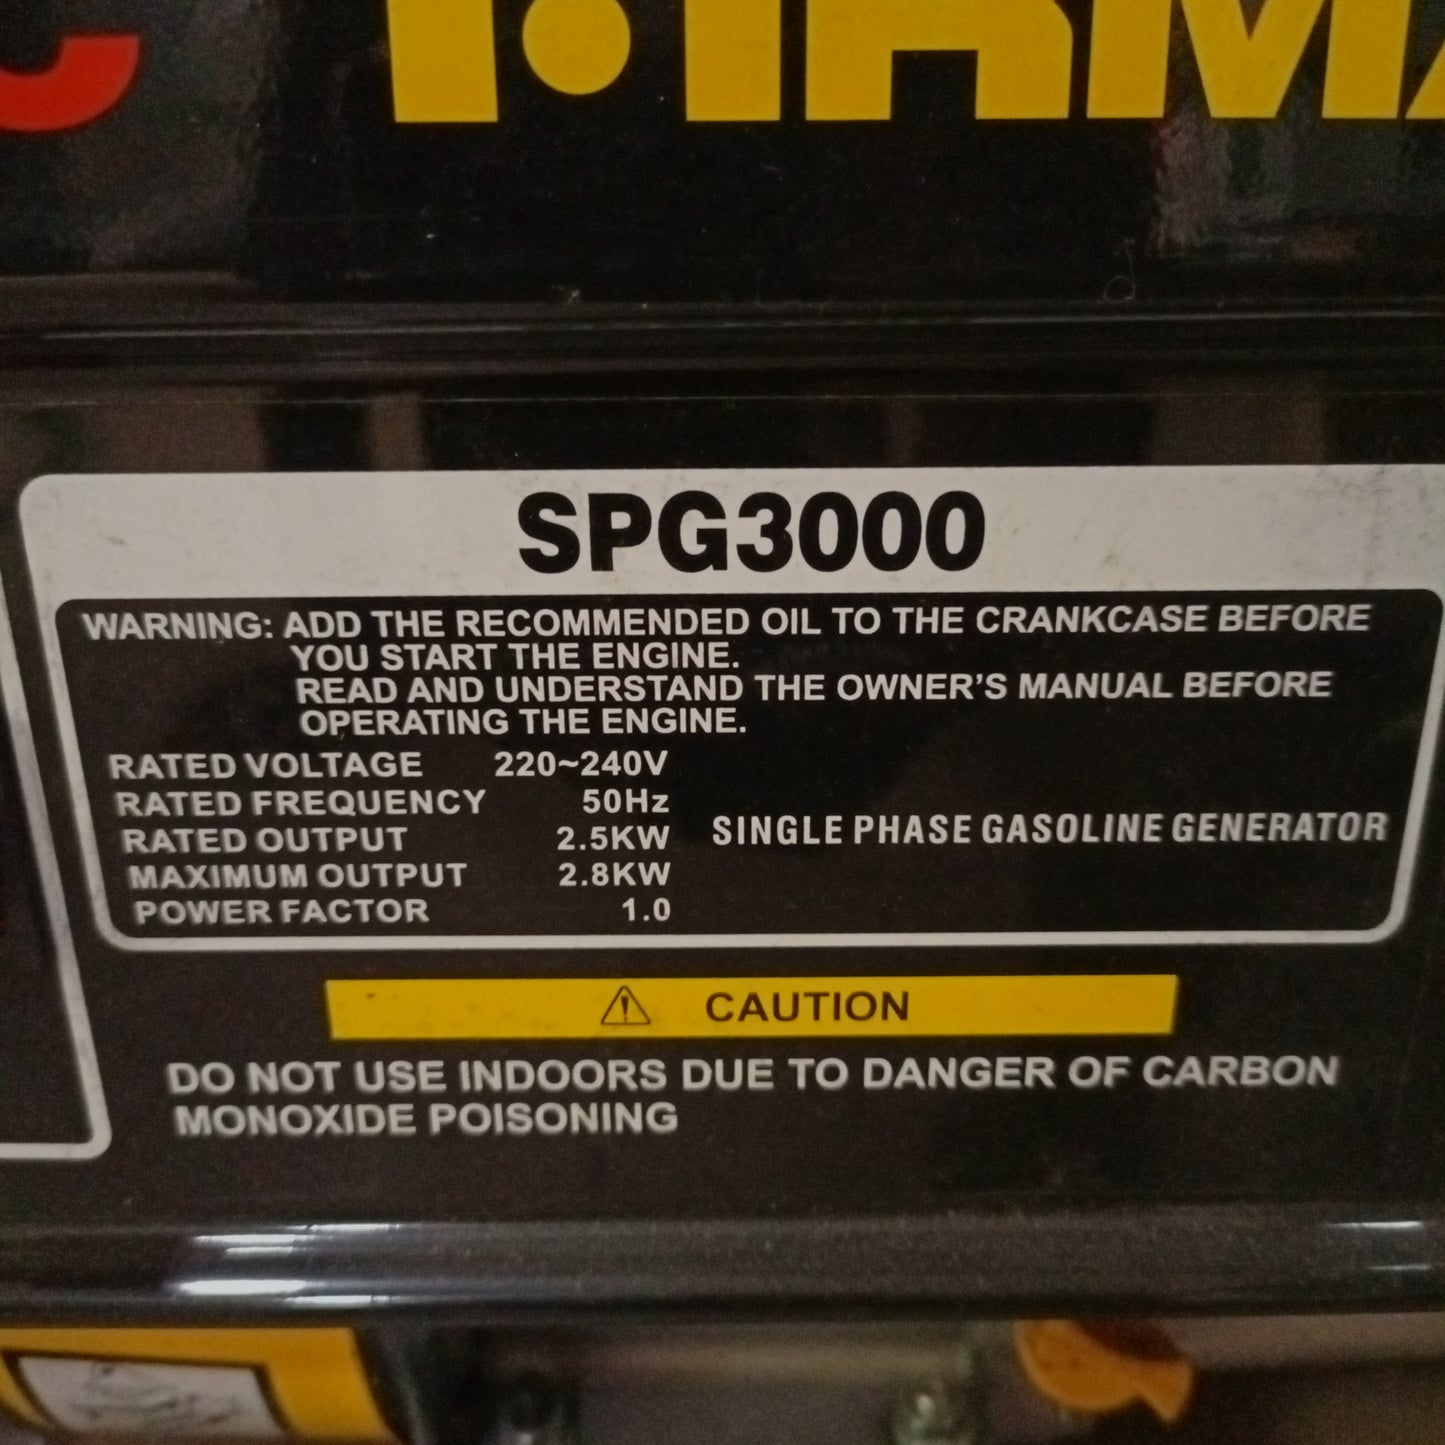 SPG3000
WARNING: ADD THE RECOMMENDED OIL TO THE CRANKCASE BEFORE
YOU START THE ENGINE.
READ AND UNDERSTAND THE OWNER'S MANUAL BEFORE
OPERATING THE ENGINE.
RATED VOLTAGE 220~240V
RATED FREQUENCY 50Hz
RATED OUTPUT 2.5KW
MAXIMUM OUTPUT 2.8KW
POWER FACTOR 1.0
SINGLE PHASE GASOLINE GENERATOR
CAUTION
DO NOT USE INDOORS DUE TO DANGER OF CARBON
MONOXIDE POISONING